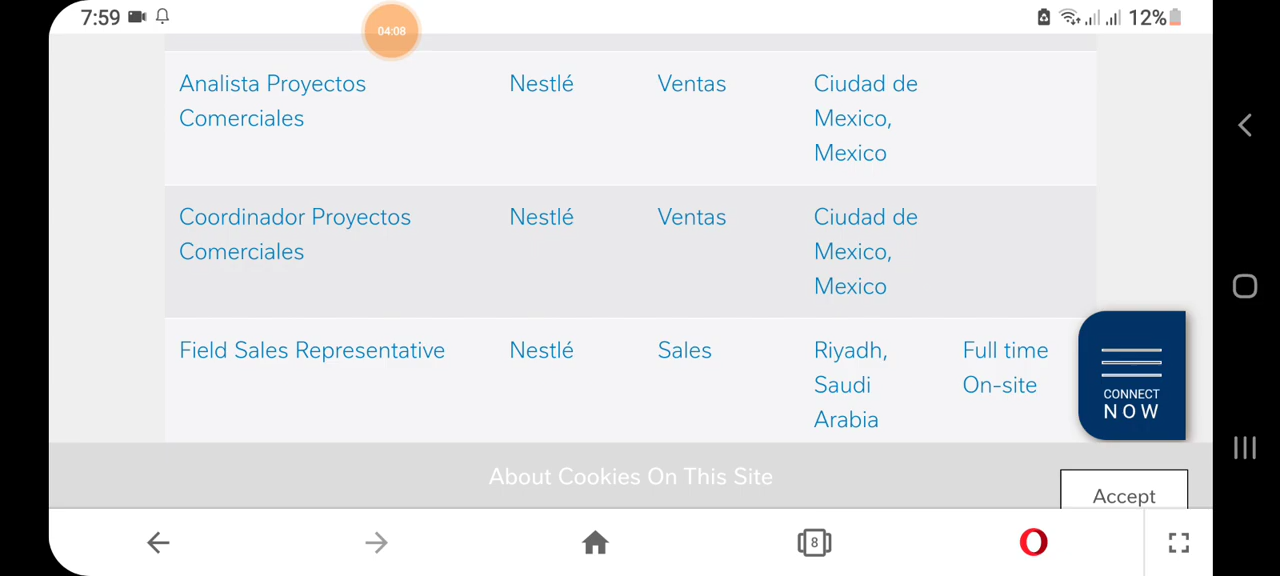 7:59
04:08
12%
Analista Proyectos Comerciales Nestlé Ventas Ciudad de Mexico, Mexico
Coordinador Proyectos Comerciales Nestlé Ventas Ciudad de Mexico, Mexico
Field Sales Representative Nestlé Sales Riyadh, Saudi Arabia Full time On-site
CONNECT
NOW
About Cookies On This Site
Accept
8